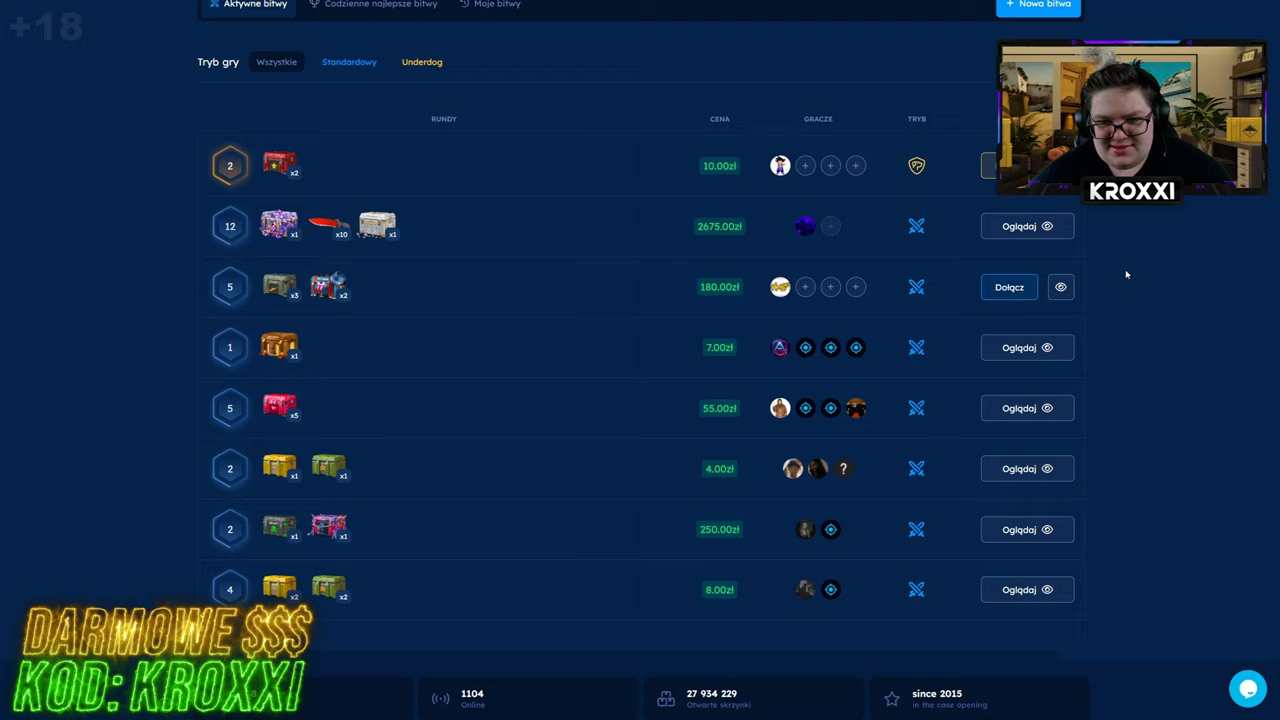 +18
Aktywne bitwy
Codzienne najlepsze bitwy
Moje bitwy
+ Nowa bitwa
Tryb gry
Wszystkie
Standardowy
Underdog
RUNDY
CENA
GRACZE
TRYB
KROXXI
2
x2
10.00zł
12
x1
x10
x1
2675.00zł
Oglądaj
5
x3
x2
180.00zł
Dołącz
1
x1
7.00zł
Oglądaj
5
x5
55.00zł
Oglądaj
2
x1
x1
4.00zł
?
Oglądaj
2
x1
x1
250.00zł
Oglądaj
4
x2
x2
8.00zł
Oglądaj
DARMOWE $$$
KOD: KROXXI
1104
Online
27 934 229
Otwarte skrzynki
since 2015
in the case opening